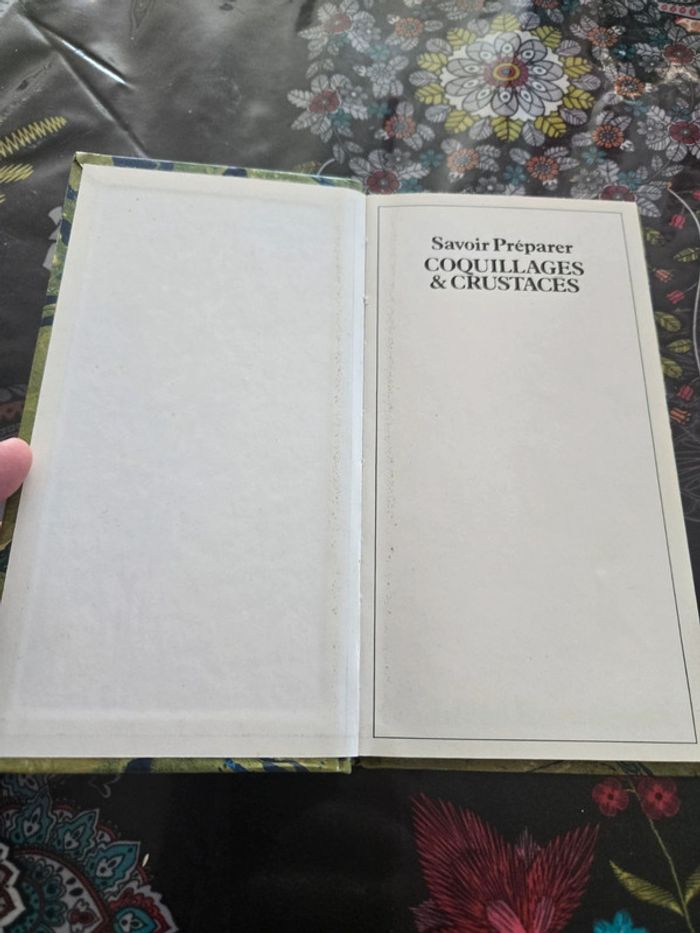 Savoir Préparer
COQUILLAGES
& CRUSTACES